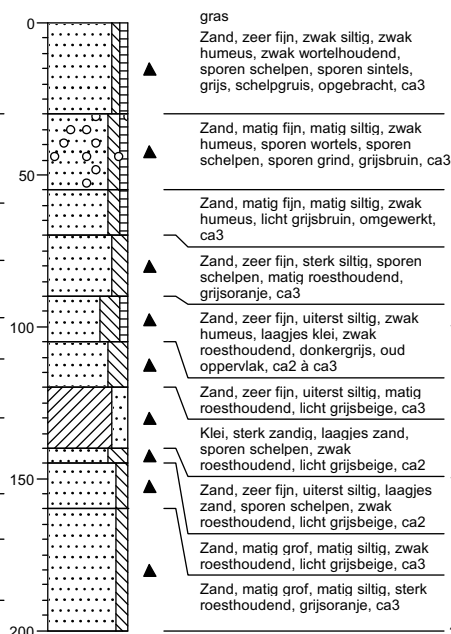 gras
0
Zand, zeer fijn, zwak siltig, zwak
humeus, zwak wortelhoudend,
sporen schelpen, sporen sintels,
grijs, schelpgruis, opgebracht, ca3
Zand, matig fijn, matig siltig, zwak
humeus, sporen wortels, sporen
schelpen, sporen grind, grijsbruin, ca3
50
Zand, matig fijn, matig siltig, zwak
humeus, licht grijsbruin, omgewerkt,
ca3
Zand, zeer fijn, sterk siltig, sporen
schelpen, matig roesthoudend,
grijsoranje, ca3
100
Zand, zeer fijn, uiterst siltig, zwak
humeus, laagjes klei, zwak
roesthoudend, donkergrijs, oud
oppervlak, ca2 à ca3
Zand, zeer fijn, uiterst siltig, matig
roesthoudend, licht grijsbeige, ca3
Klei, sterk zandig, laagjes zand,
sporen schelpen, zwak
roesthoudend, licht grijsbeige, ca2
150
Zand, zeer fijn, uiterst siltig, laagjes
zand, sporen schelpen, zwak
roesthoudend, licht grijsbeige, ca2
Zand, matig grof, matig siltig, zwak
roesthoudend, licht grijsbeige, ca3
Zand, matig grof, matig siltig, sterk
roesthoudend, grijsoranje, ca3
200